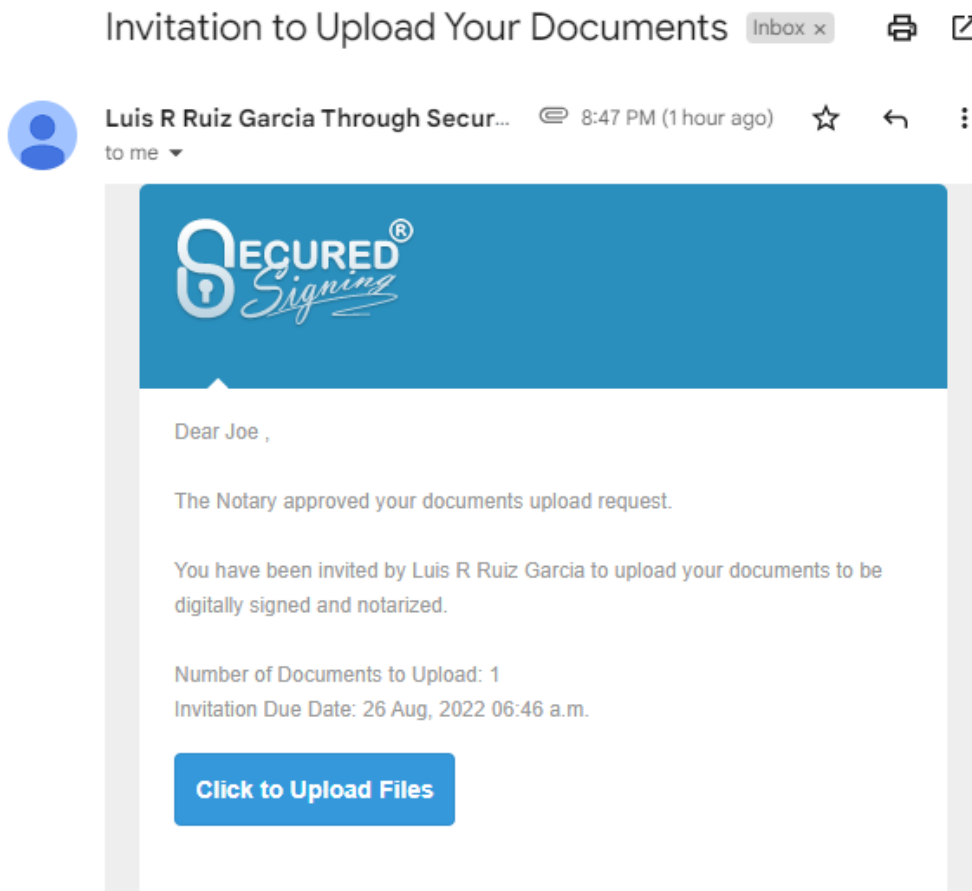 Invitation to Upload Your Documents Inbox x
Luis R Ruiz Garcia Through Secur... 8:47 PM (1 hour ago)
to me
SECURED®
Signing
Dear Joe ,
The Notary approved your documents upload request.
You have been invited by Luis R Ruiz Garcia to upload your documents to be
digitally signed and notarized.
Number of Documents to Upload: 1
Invitation Due Date: 26 Aug, 2022 06:46 a.m.
Click to Upload Files